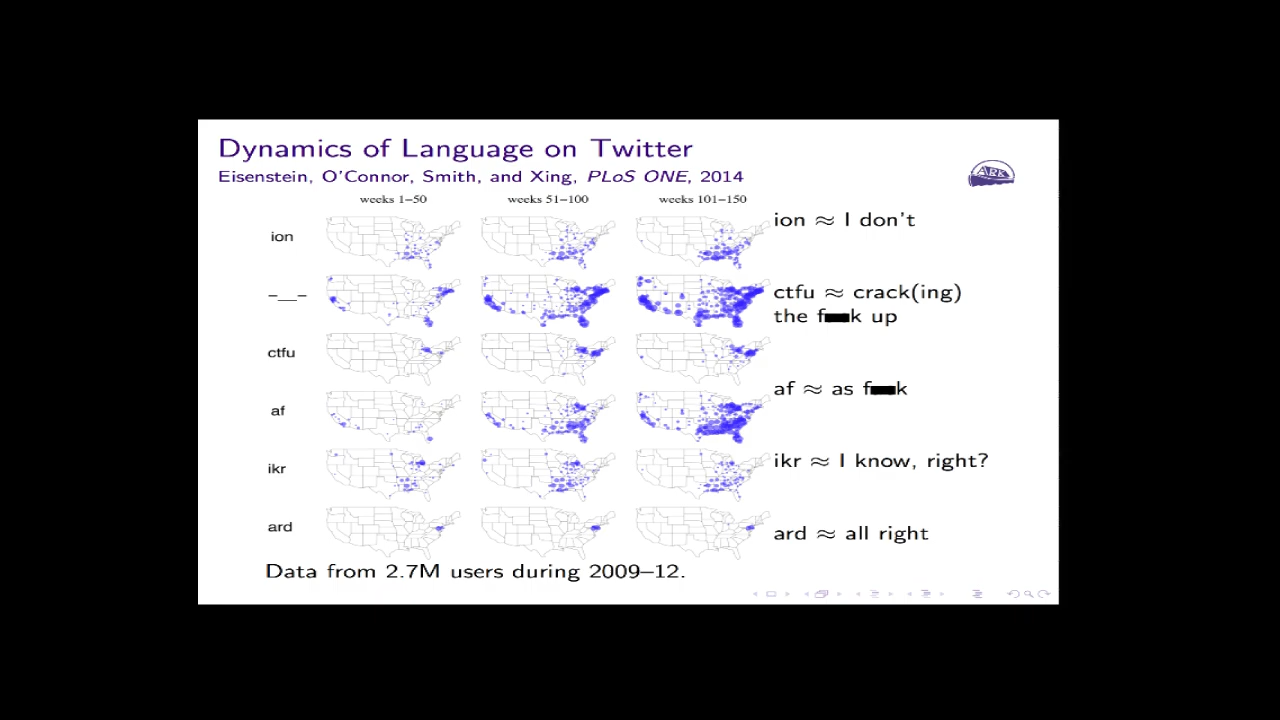 Dynamics of Language on Twitter
Eisenstein, O'Connor, Smith, and Xing, PLoS ONE, 2014
ARK
weeks 1–50 weeks 51–100 weeks 101–150
ion
ion ≈ I don't
-__-
ctfu ≈ crack(ing)
the f k up
ctfu
af
af ≈ as f k
ikr
ikr ≈ I know, right?
ard
ard ≈ all right
Data from 2.7M users during 2009–12.